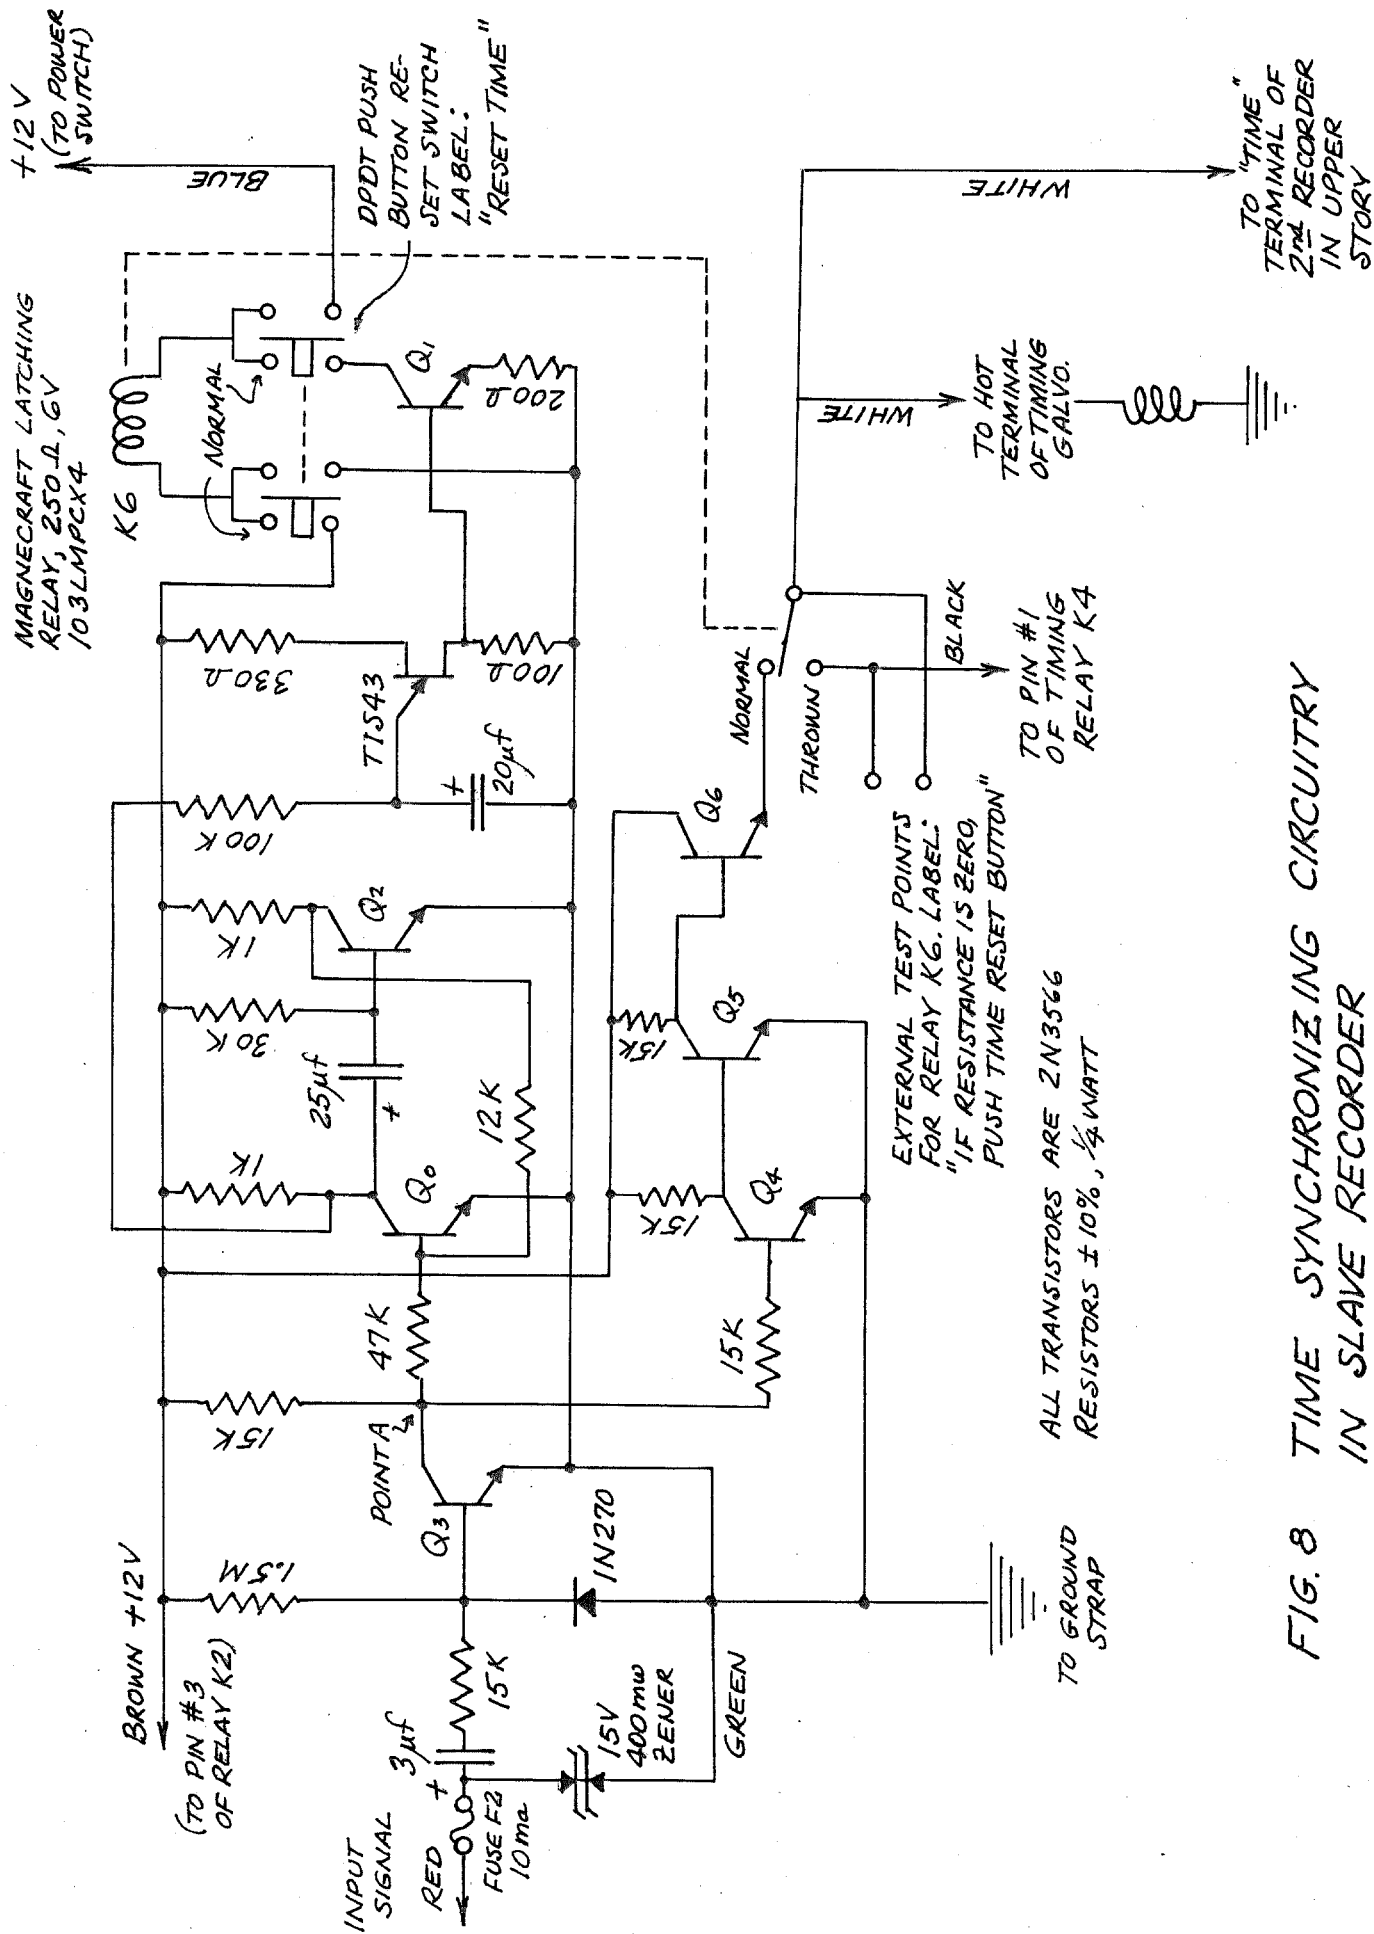 BROWN +12V
(TO PIN #3
OF RELAY K2)
INPUT
SIGNAL
RED
FUSE F2
10ma
+
3µf
15K
15V
400mw
ZENER
GREEN
1.5M
1N270
Q3
POINT A
15K
47K
15K
1K
Q0
25µf
+
12K
30K
1K
Q2
100K
+
20µf
TIS43
330Ω
100Ω
MAGNECRAFT LATCHING
RELAY, 250Ω, 6V
103LMPCX4
K6
NORMAL
Q1
200Ω
+12V
(TO POWER
SWITCH)
BLUE
DPDT PUSH
BUTTON RE-
SET SWITCH
LABEL:
"RESET TIME"
15K
Q4
15K
Q5
Q6
NORMAL
THROWN
BLACK
TO PIN #1
OF TIMING
RELAY K4
EXTERNAL TEST POINTS
FOR RELAY K6. LABEL:
"IF RESISTANCE IS ZERO,
PUSH TIME RESET BUTTON"
WHITE
TO HOT
TERMINAL
OF TIMING
GALVO.
WHITE
TO "TIME"
TERMINAL OF
2nd RECORDER
IN UPPER
STORY
TO GROUND
STRAP
ALL TRANSISTORS ARE 2N3566
RESISTORS ±10%, ¼ WATT
FIG. 8 TIME SYNCHRONIZING CIRCUITRY
IN SLAVE RECORDER